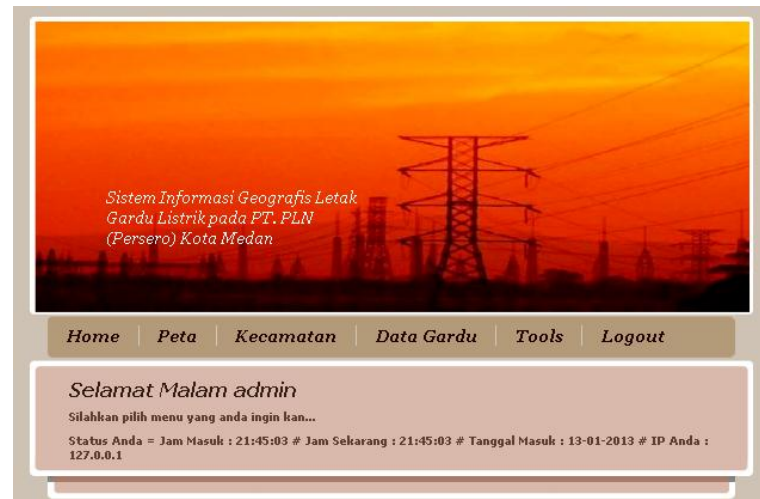 Sistem Informasi Geografis Letak
Gardu Listrik pada PT. PLN
(Persero) Kota Medan
Home Peta Kecamatan Data Gardu Tools Logout
Selamat Malam admin
Silahkan pilih menu yang anda ingin kan...
Status Anda = Jam Masuk : 21:45:03 # Jam Sekarang : 21:45:03 # Tanggal Masuk : 13-01-2013 # IP Anda :
127.0.0.1